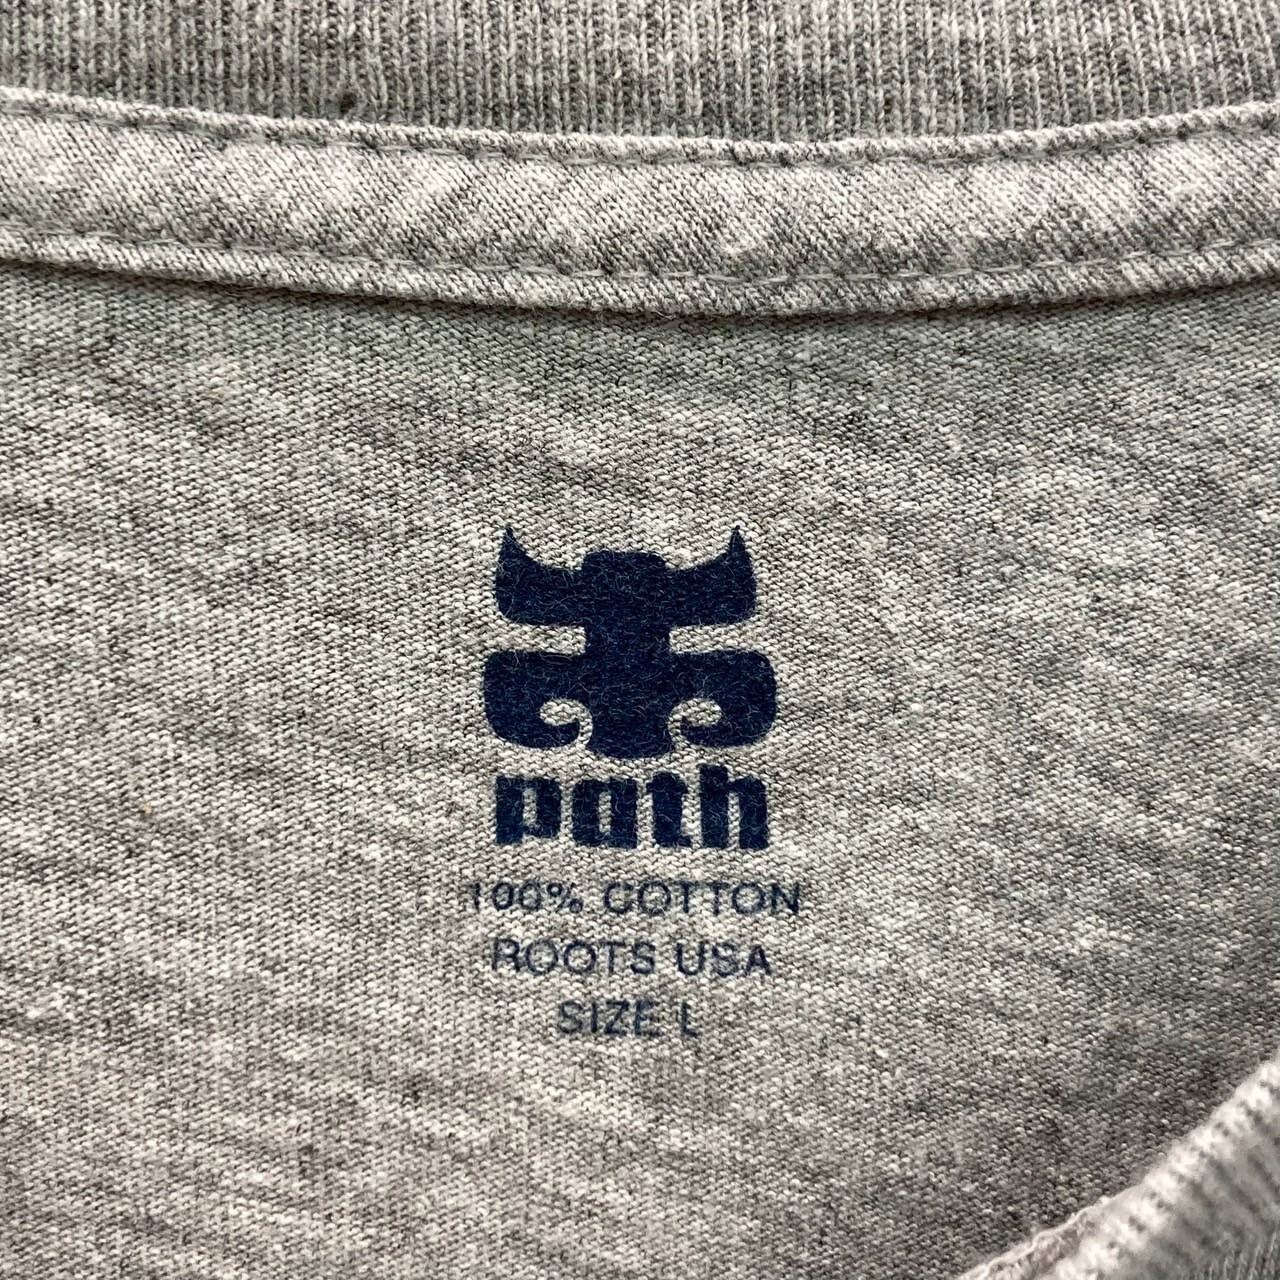 path
100% COTTON
ROOTS USA
SIZE L